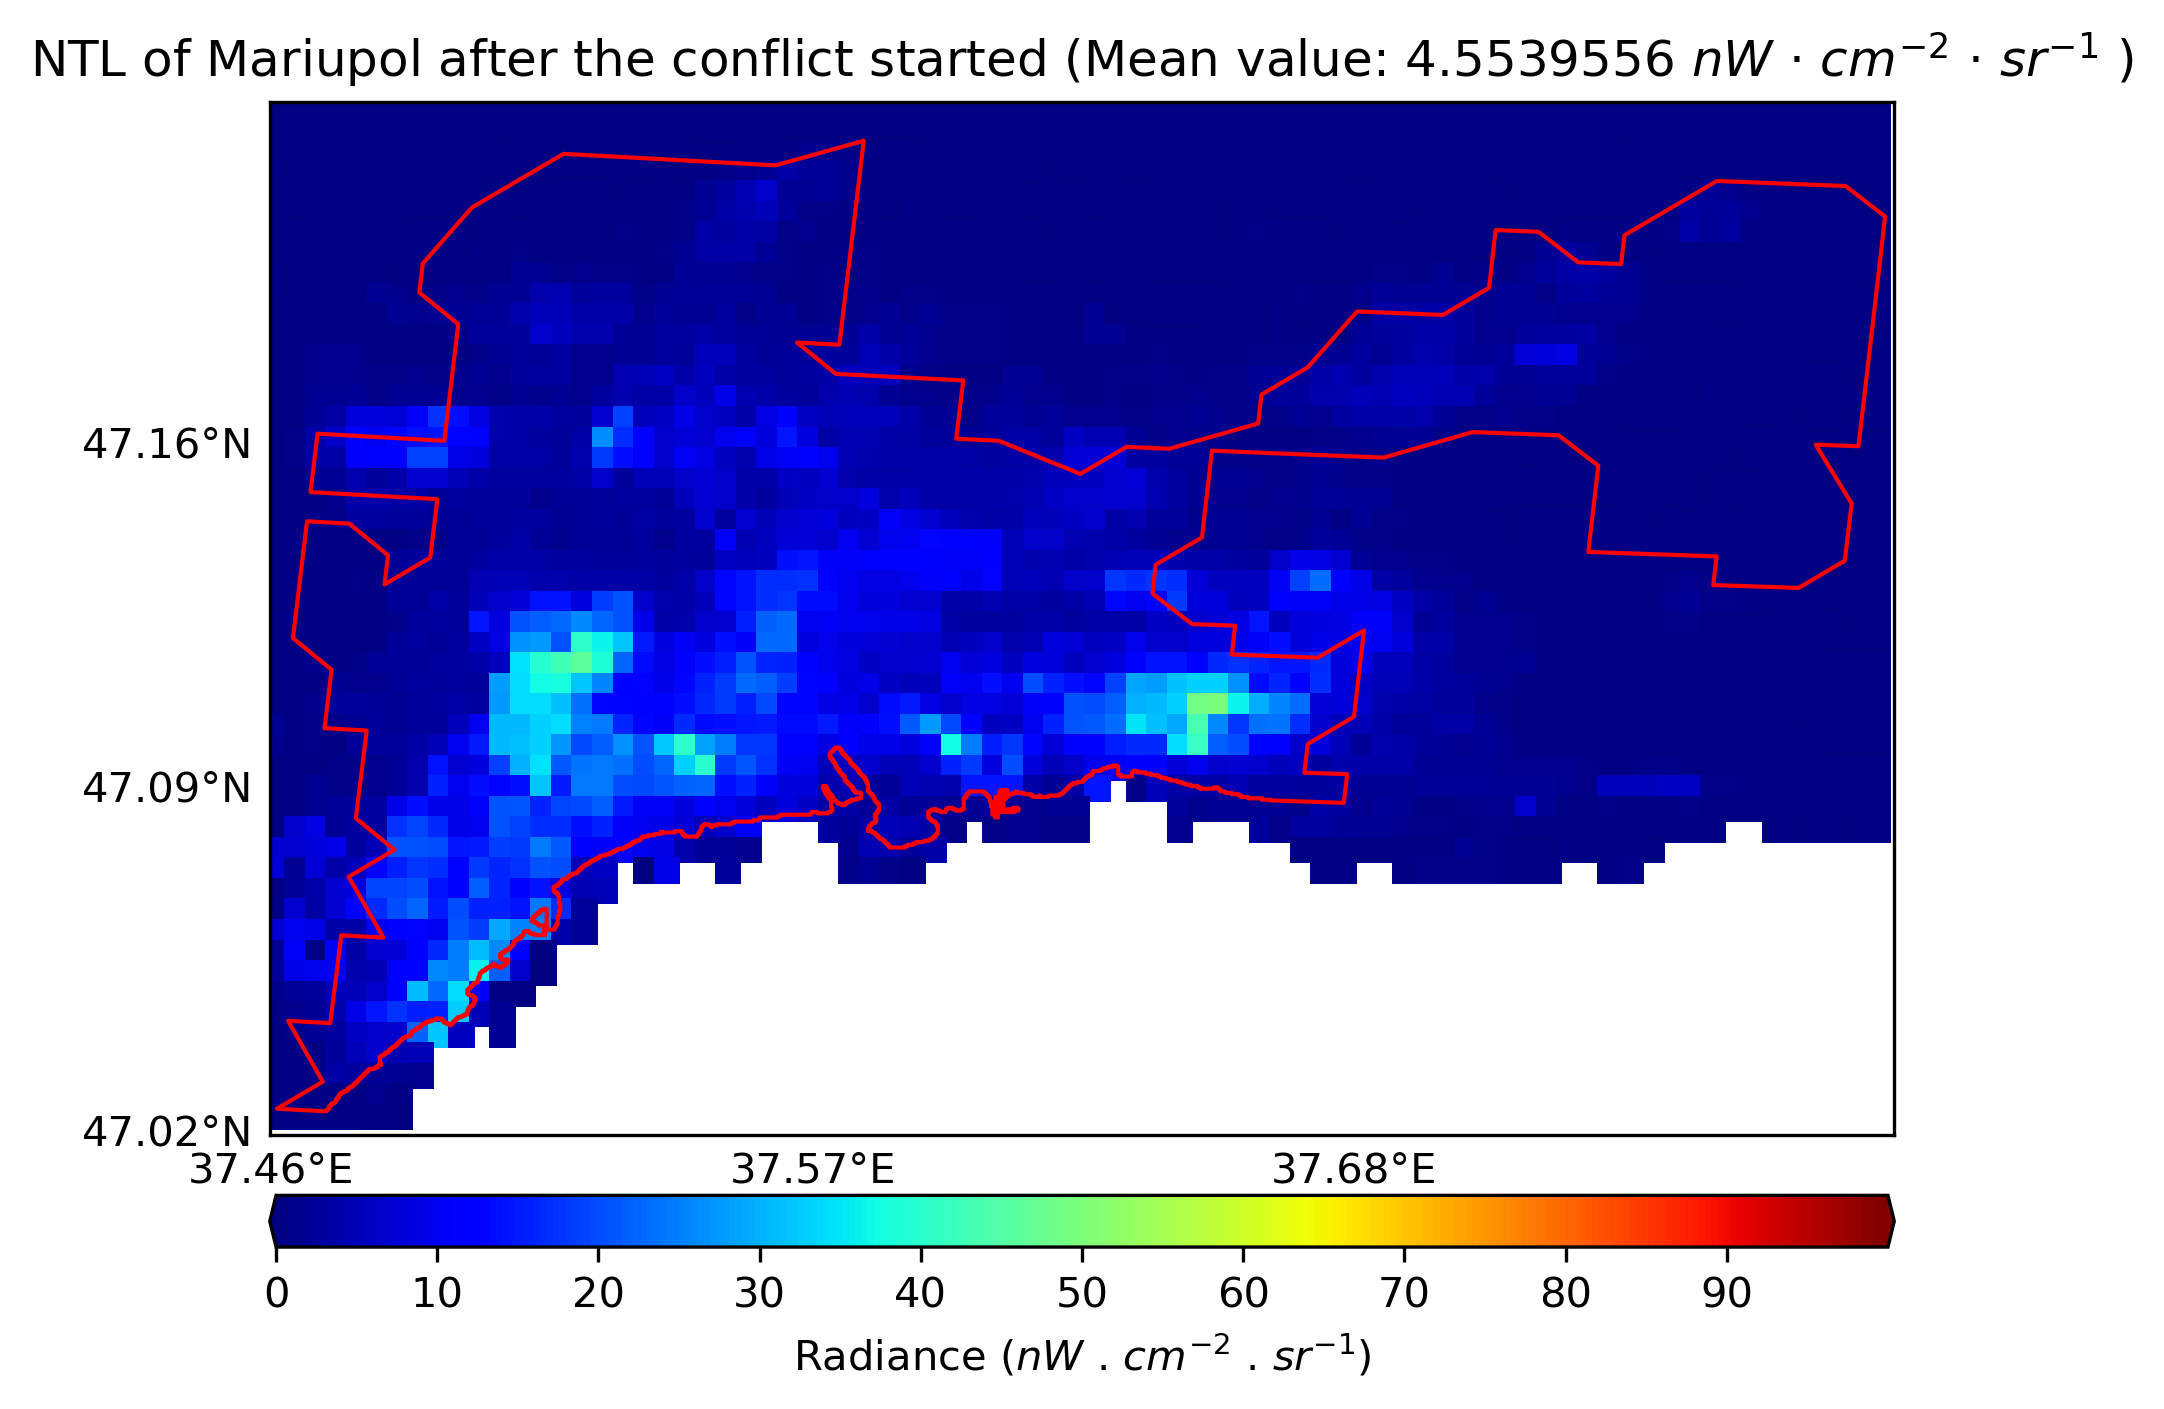 NTL of Mariupol after the conflict started (Mean value: 4.5539556 nW · cm⁻² · sr⁻¹ )
47.16°N
47.09°N
47.02°N
37.46°E 37.57°E 37.68°E
0 10 20 30 40 50 60 70 80 90
Radiance (nW . cm⁻² . sr⁻¹)